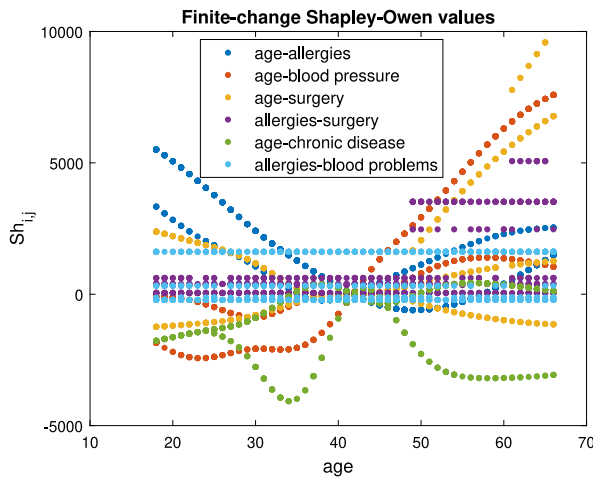 Finite-change Shapley-Owen values
10000
5000
0
-5000
Sh i,j
age-allergies
age-blood pressure
age-surgery
allergies-surgery
age-chronic disease
allergies-blood problems
10 20 30 40 50 60 70
age